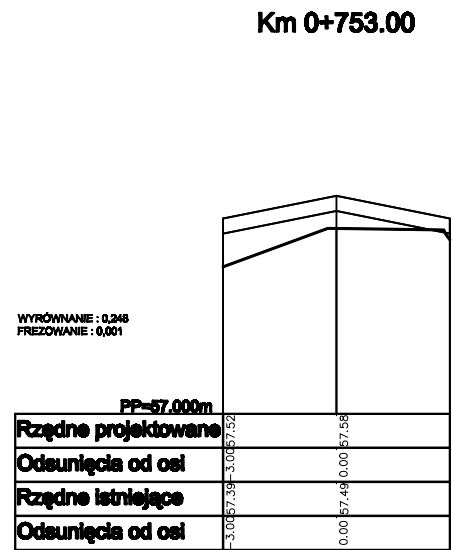 Km 0+753.00
WYRÓWNANIE : 0,248
FREZOWANIE : 0,001
PP=57.000m
Rzędne projektowane 57.52 57.58
Odsunięcia od osi -3.00 0.00
Rzędne istniejące 57.39 57.49
Odsunięcia od osi -3.00 0.00